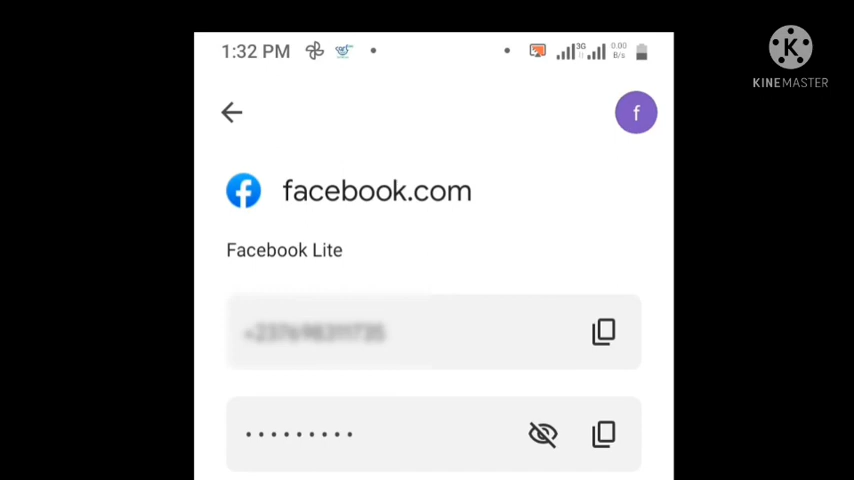 1:32 PM 3G 0.00 B/s
K
KINEMASTER
f
facebook.com
Facebook Lite
•••••••••